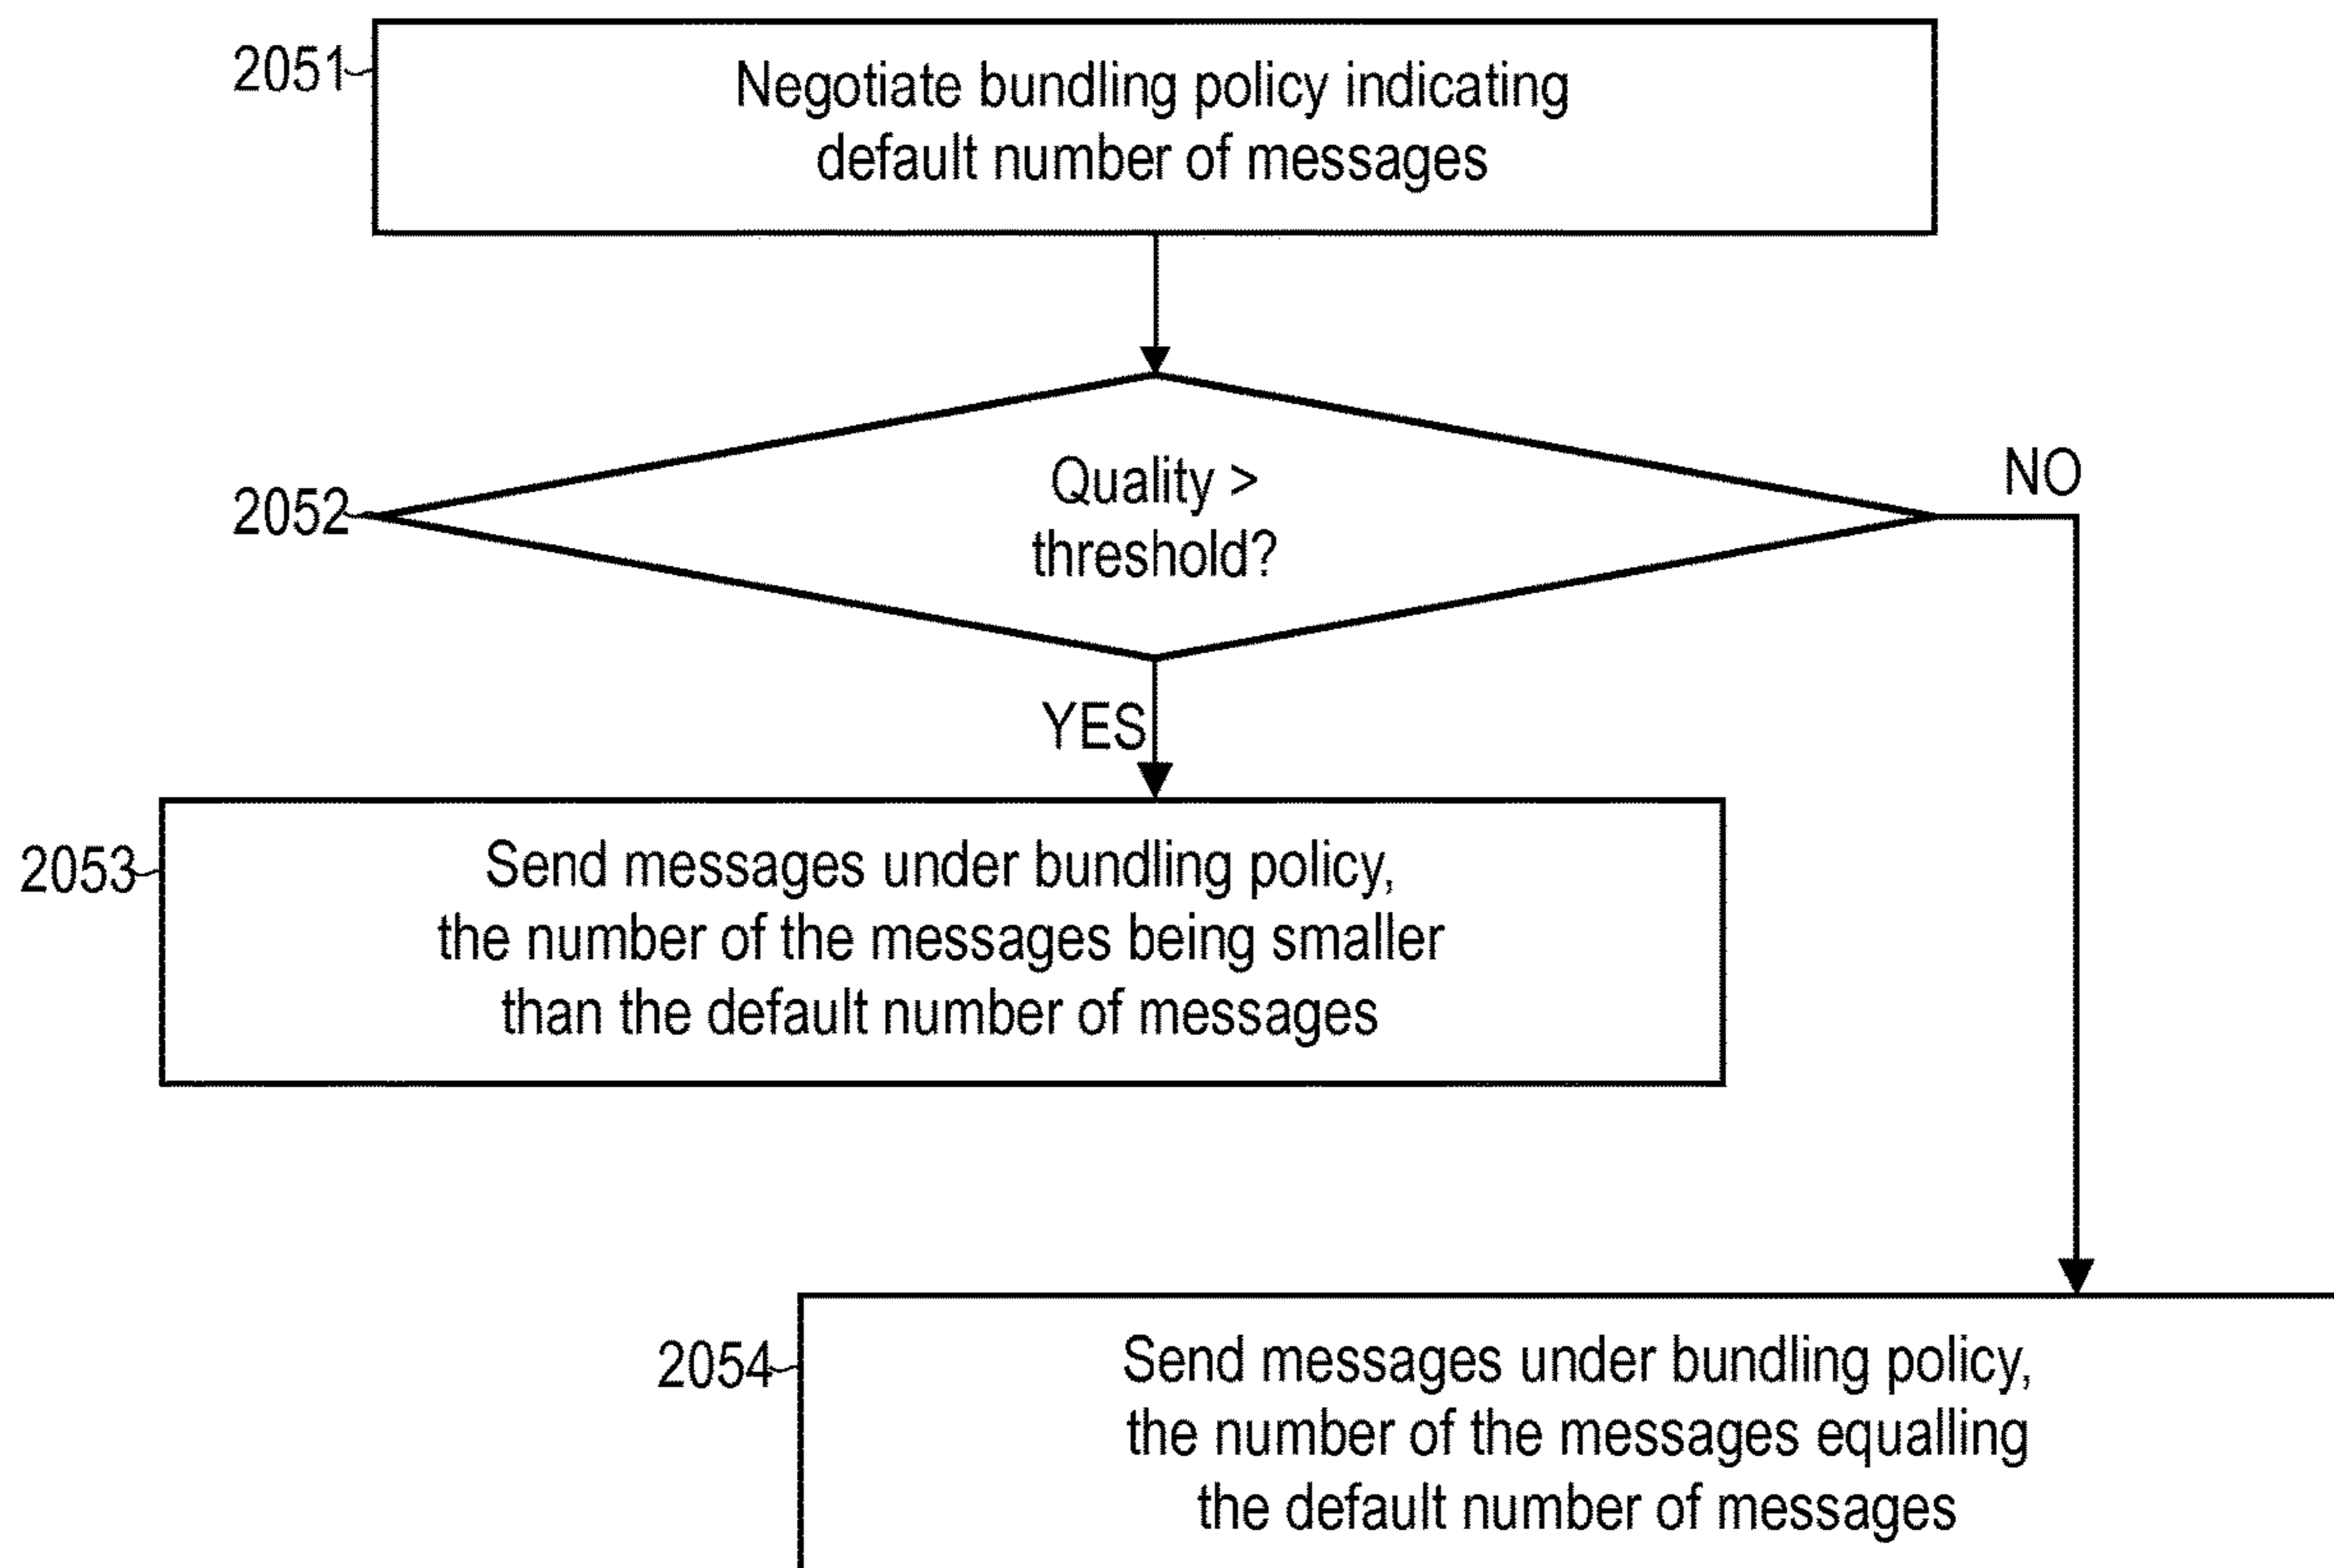 2051
Negotiate bundling policy indicating
default number of messages
2052
Quality >
threshold?
NO
YES
2053
Send messages under bundling policy,
the number of the messages being smaller
than the default number of messages
2054
Send messages under bundling policy,
the number of the messages equalling
the default number of messages